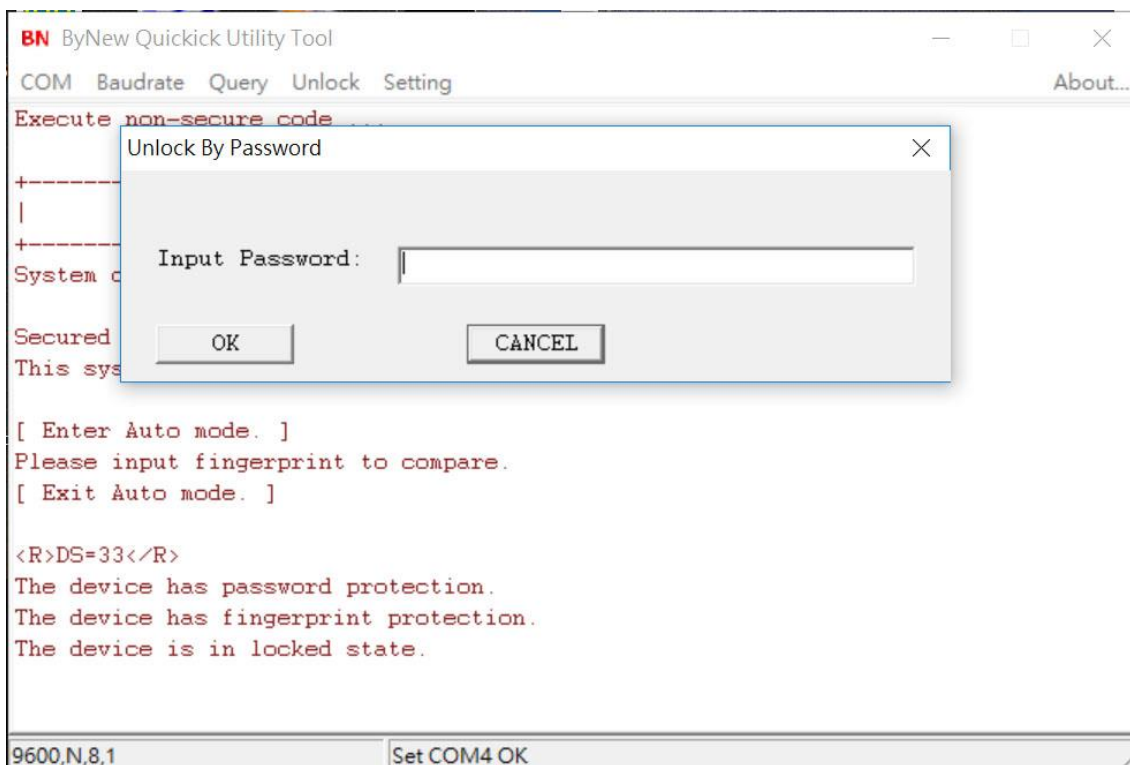 BN ByNew Quickick Utility Tool
COM Baudrate Query Unlock Setting About...
Execute non-secure code ...
Unlock By Password
Input Password:
System
OK CANCEL
Secured
This
[ Enter Auto mode. ]
Please input fingerprint to compare.
[ Exit Auto mode. ]
<R>DS=33</R>
The device has password protection.
The device has fingerprint protection.
The device is in locked state.
9600,N,8,1 Set COM4 OK